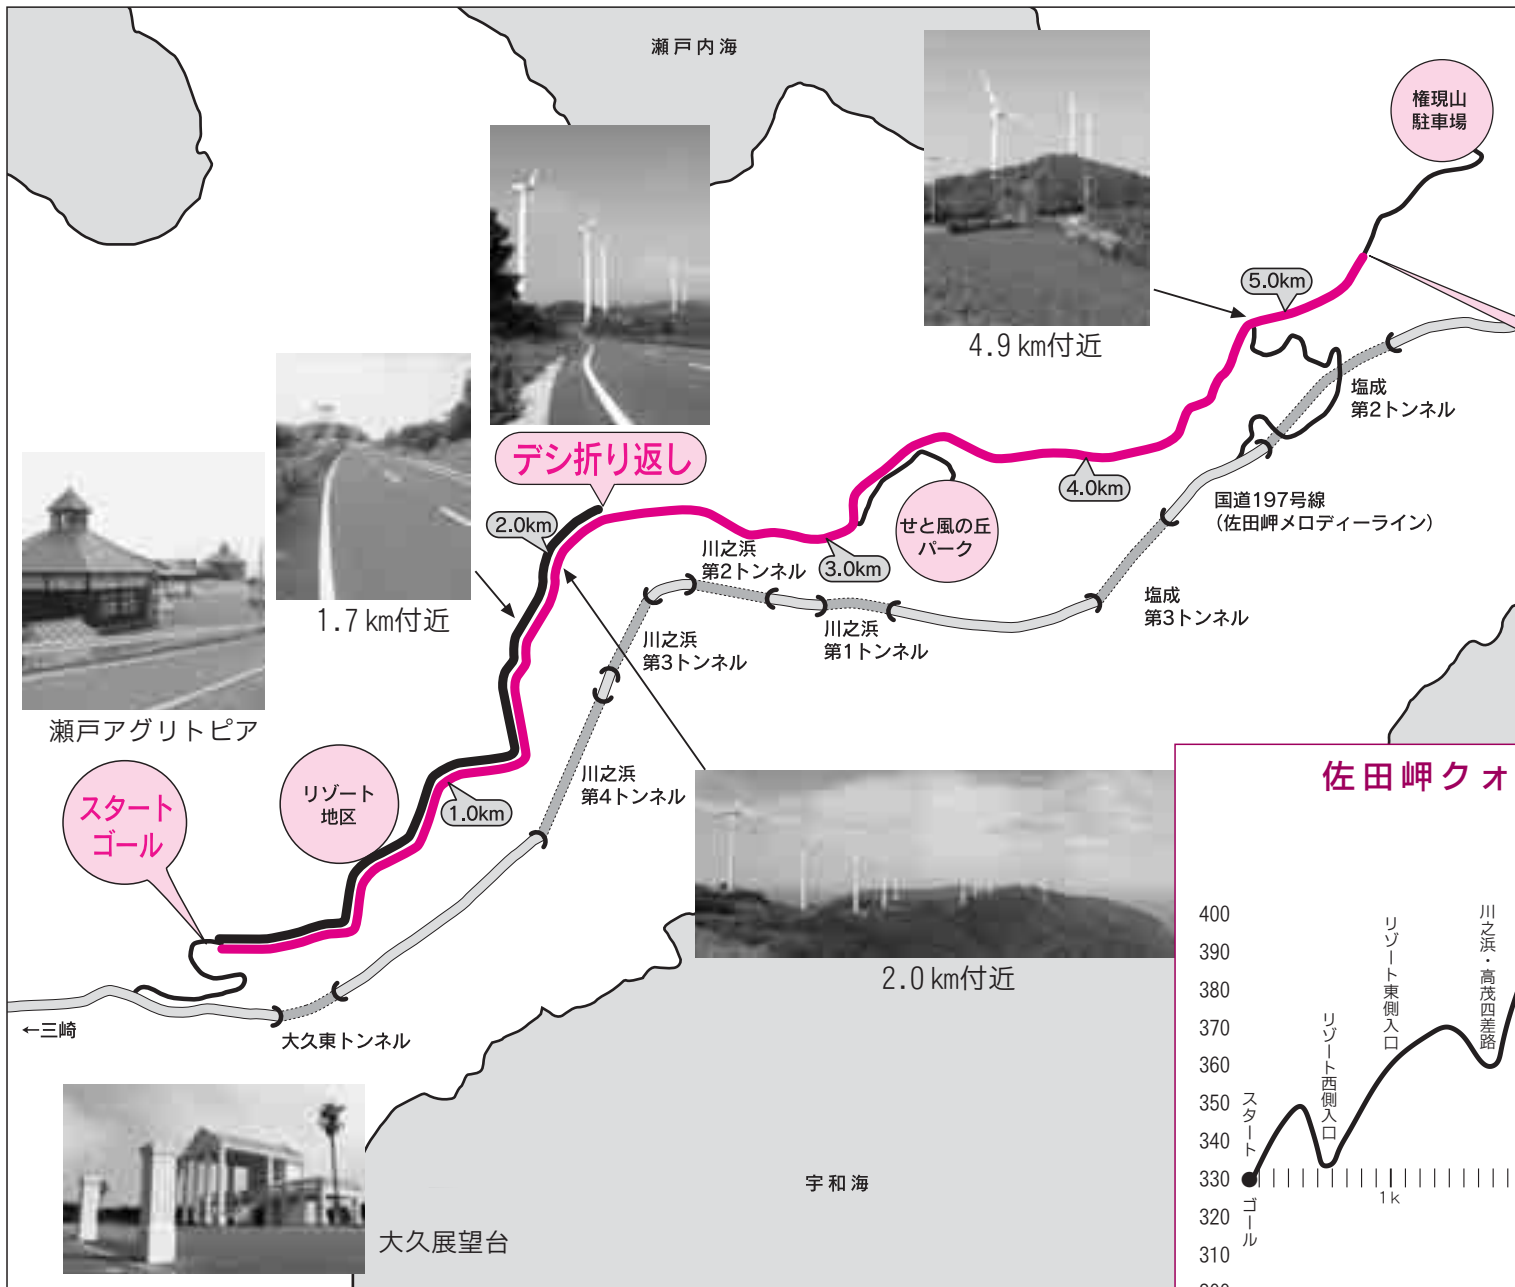 瀬戸内海
権現山
駐車場
5.0km
4.9km付近
塩成
第2トンネル
デシ折り返し
4.0km
国道197号線
（佐田岬メロディーライン）
2.0km
せと風の丘
パーク
川之浜
第2トンネル
3.0km
1.7km付近
塩成
第3トンネル
川之浜
第3トンネル
川之浜
第1トンネル
瀬戸アグリトピア
スタート
ゴール
リゾート
地区
1.0km
川之浜
第4トンネル
2.0km付近
←三崎
大久東トンネル
大久展望台
宇和海
佐田岬クォ
400
390
380
370
360
350
340
330
320
310
スタート
ゴール
リゾート西側入口
リゾート東側入口
川之浜・高茂四差路
1k